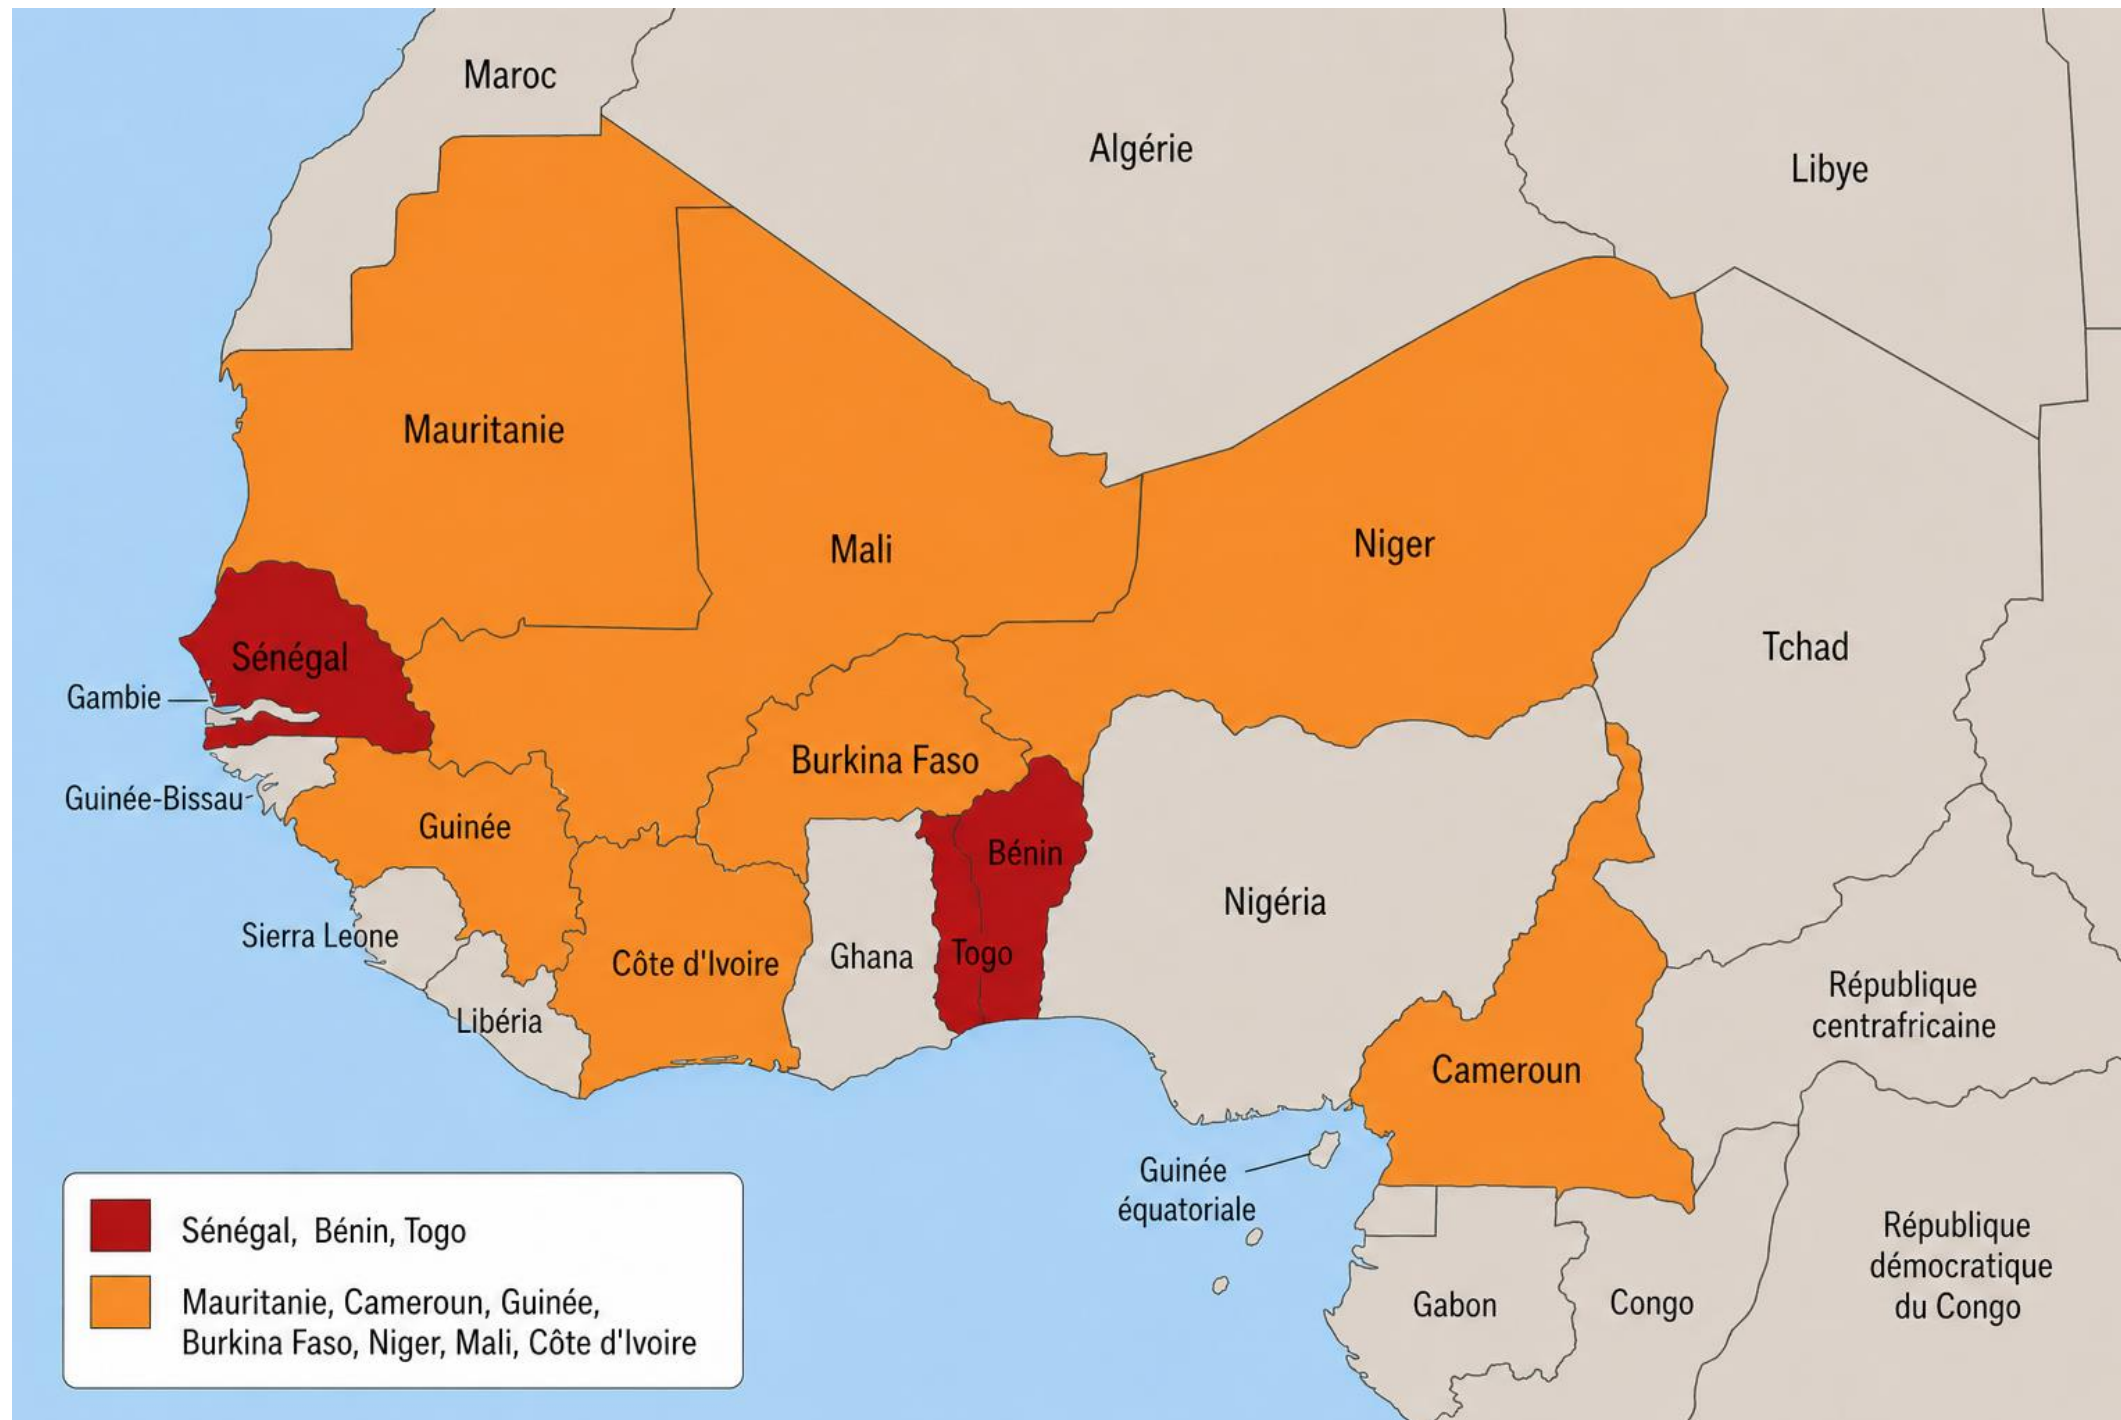 Maroc
Algérie
Libye
Mauritanie
Mali
Niger
Tchad
Sénégal
Gambie
Burkina Faso
Guinée-Bissau
Guinée
Bénin
Nigéria
Sierra Leone
Côte d'Ivoire
Ghana
Togo
Libéria
République
centrafricaine
Cameroun
Guinée
équatoriale
Gabon
Congo
République
démocratique
du Congo
Sénégal, Bénin, Togo
Mauritanie, Cameroun, Guinée,
Burkina Faso, Niger, Mali, Côte d'Ivoire